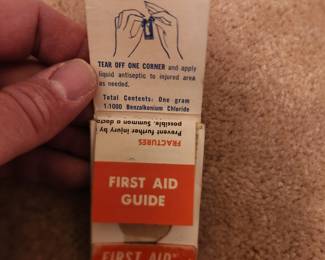 TEAR OFF ONE CORNER and apply
liquid antiseptic to injured area
as needed.
Total Contents: One gram
1:1000 Benzalkonium Chloride
FRACTURES
Prevent further injury by
possible. Summon a
FIRST AID
GUIDE
FIRST AID